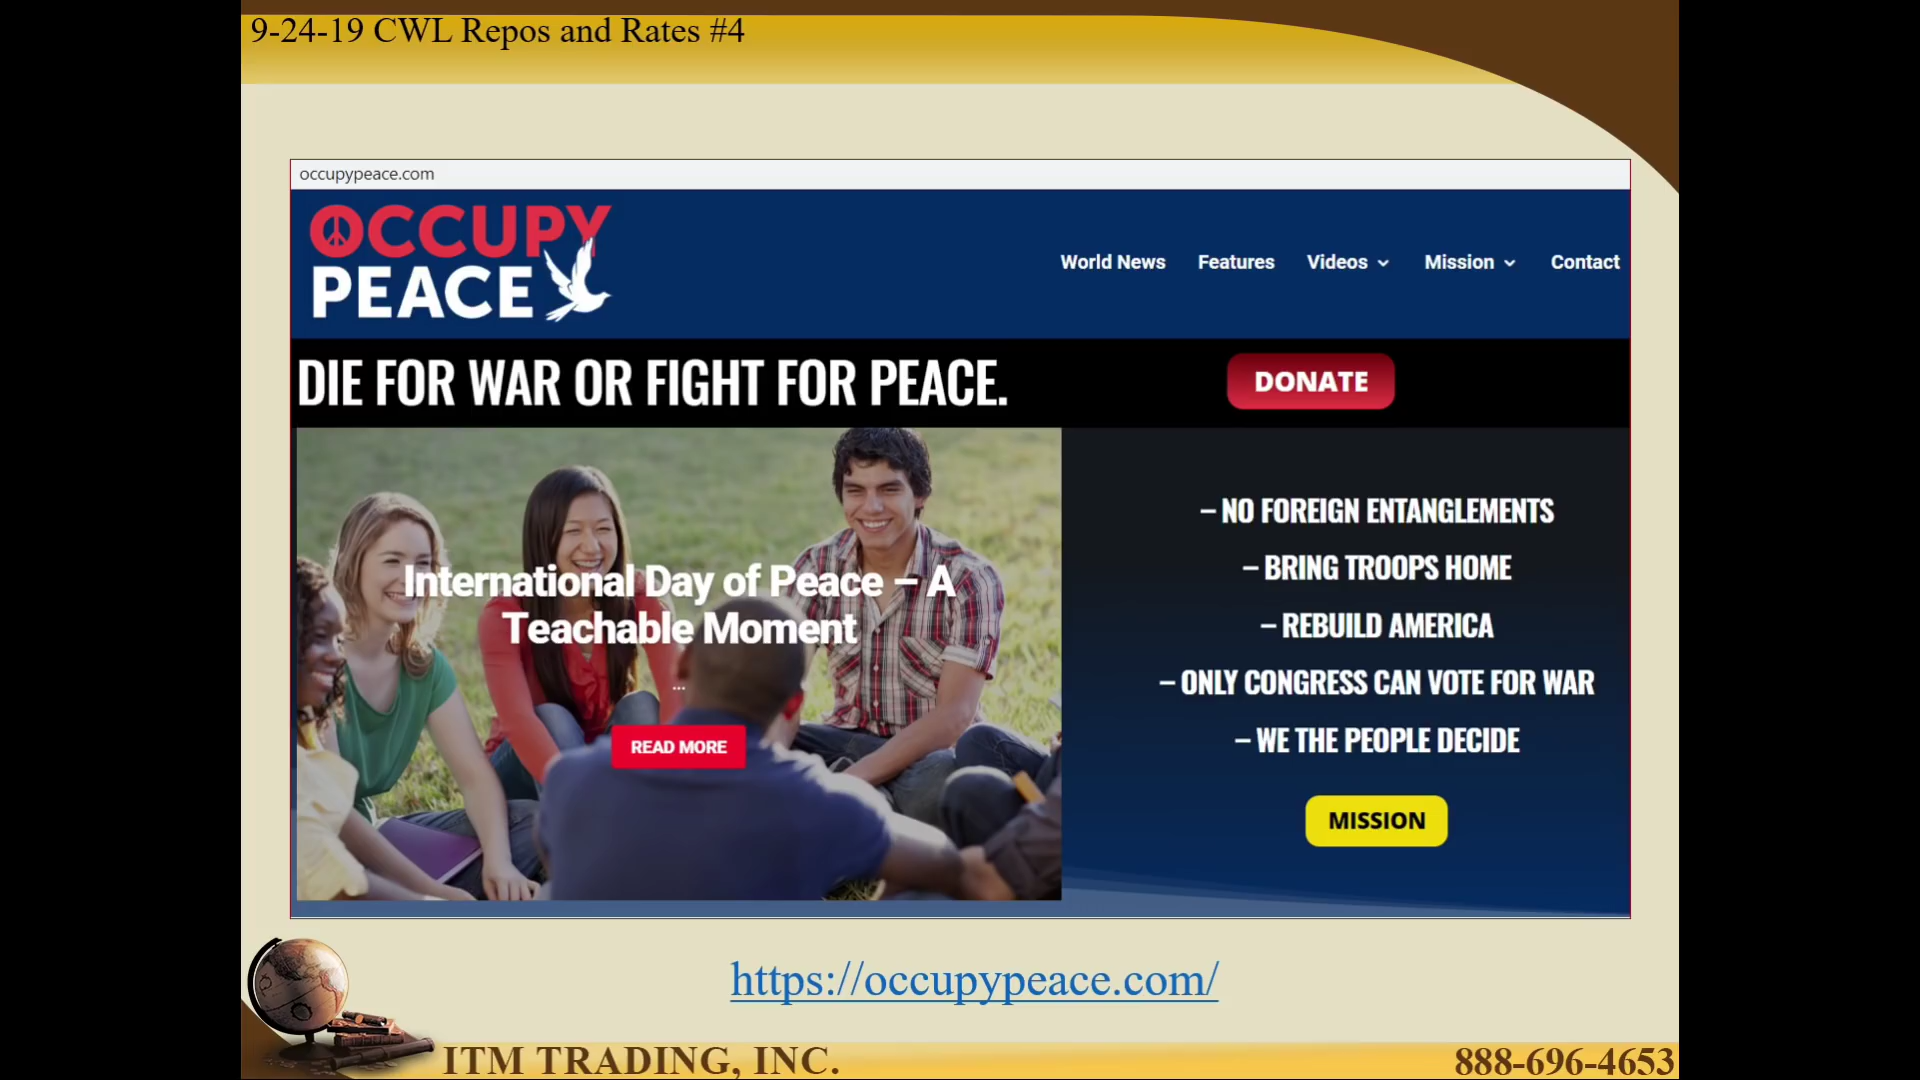 9-24-19 CWL Repos and Rates #4
occupypeace.com
OCCUPY
PEACE
World News Features Videos Mission Contact
DIE FOR WAR OR FIGHT FOR PEACE.
DONATE
International Day of Peace – A
Teachable Moment
...
READ MORE
– NO FOREIGN ENTANGLEMENTS
– BRING TROOPS HOME
– REBUILD AMERICA
– ONLY CONGRESS CAN VOTE FOR WAR
– WE THE PEOPLE DECIDE
MISSION
https://occupypeace.com/
ITM TRADING, INC.
888-696-4653